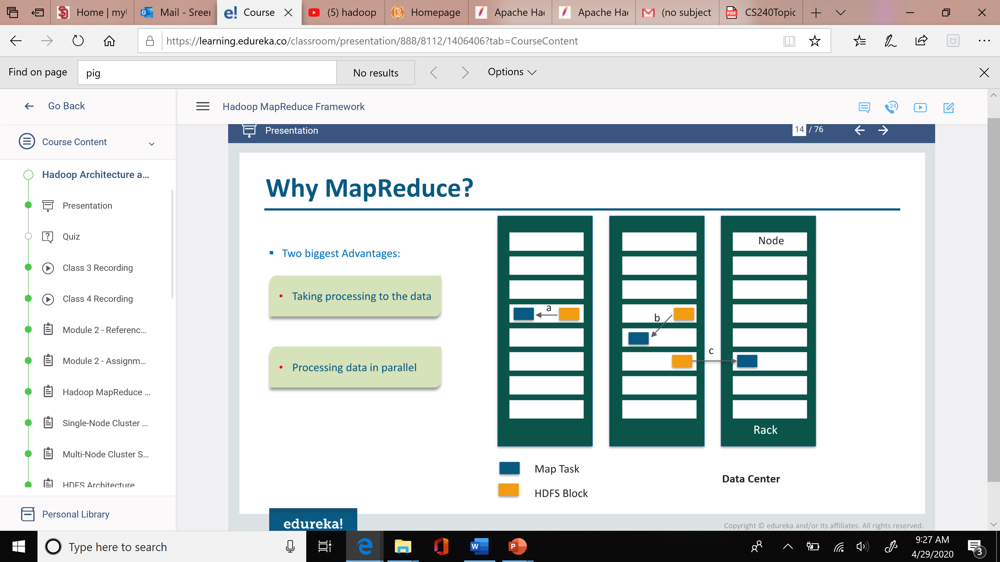 Home | my
Mail - Sree
e! Course
(5) hadoop
Homepage
Apache Ha
Apache Ha
(no subject
PDF CS240Topic
https://learning.edureka.co/classroom/presentation/888/8112/1406406?tab=CourseContent
Find on page
pig
No results
Options
Go Back
Hadoop MapReduce Framework
24
Course Content
Presentation
14 / 76
Hadoop Architecture a...
Presentation
Quiz
Class 3 Recording
Class 4 Recording
Module 2 - Referenc...
Module 2 - Assignm...
Hadoop MapReduce ...
Single-Node Cluster ...
Multi-Node Cluster S...
HDFS Architecture
Personal Library
Why MapReduce?
Two biggest Advantages:
Taking processing to the data
Processing data in parallel
Node
a
b
c
Rack
Map Task
HDFS Block
Data Center
edureka!
Copyright © edureka and/or its affiliates. All rights reserved.
Type here to search
W
P
9:27 AM
4/29/2020
3